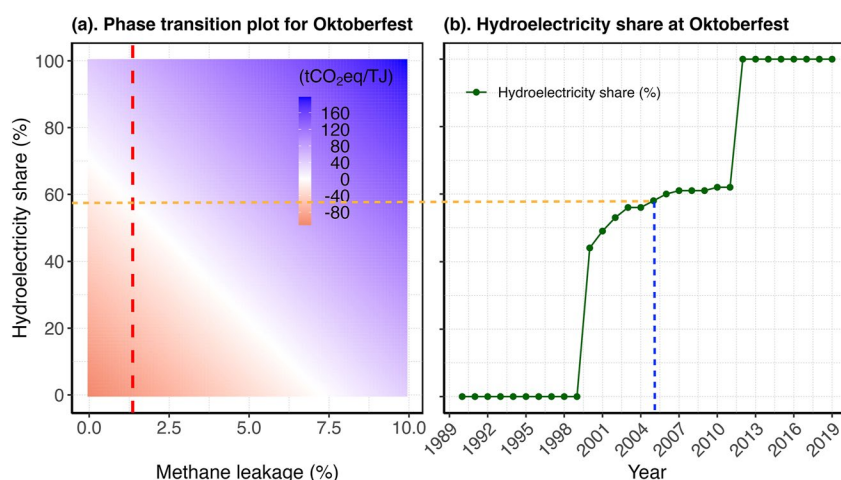 (a). Phase transition plot for Oktoberfest
(b). Hydroelectricity share at Oktoberfest
Hydroelectricity share (%)
100
80
60
40
20
0
0.0 2.5 5.0 7.5 10.0
Methane leakage (%)
(tCO₂eq/TJ)
160
120
80
40
0
-40
-80
Hydroelectricity share (%)
1989 1992 1995 1998 2001 2004 2007 2010 2013 2016 2019
Year